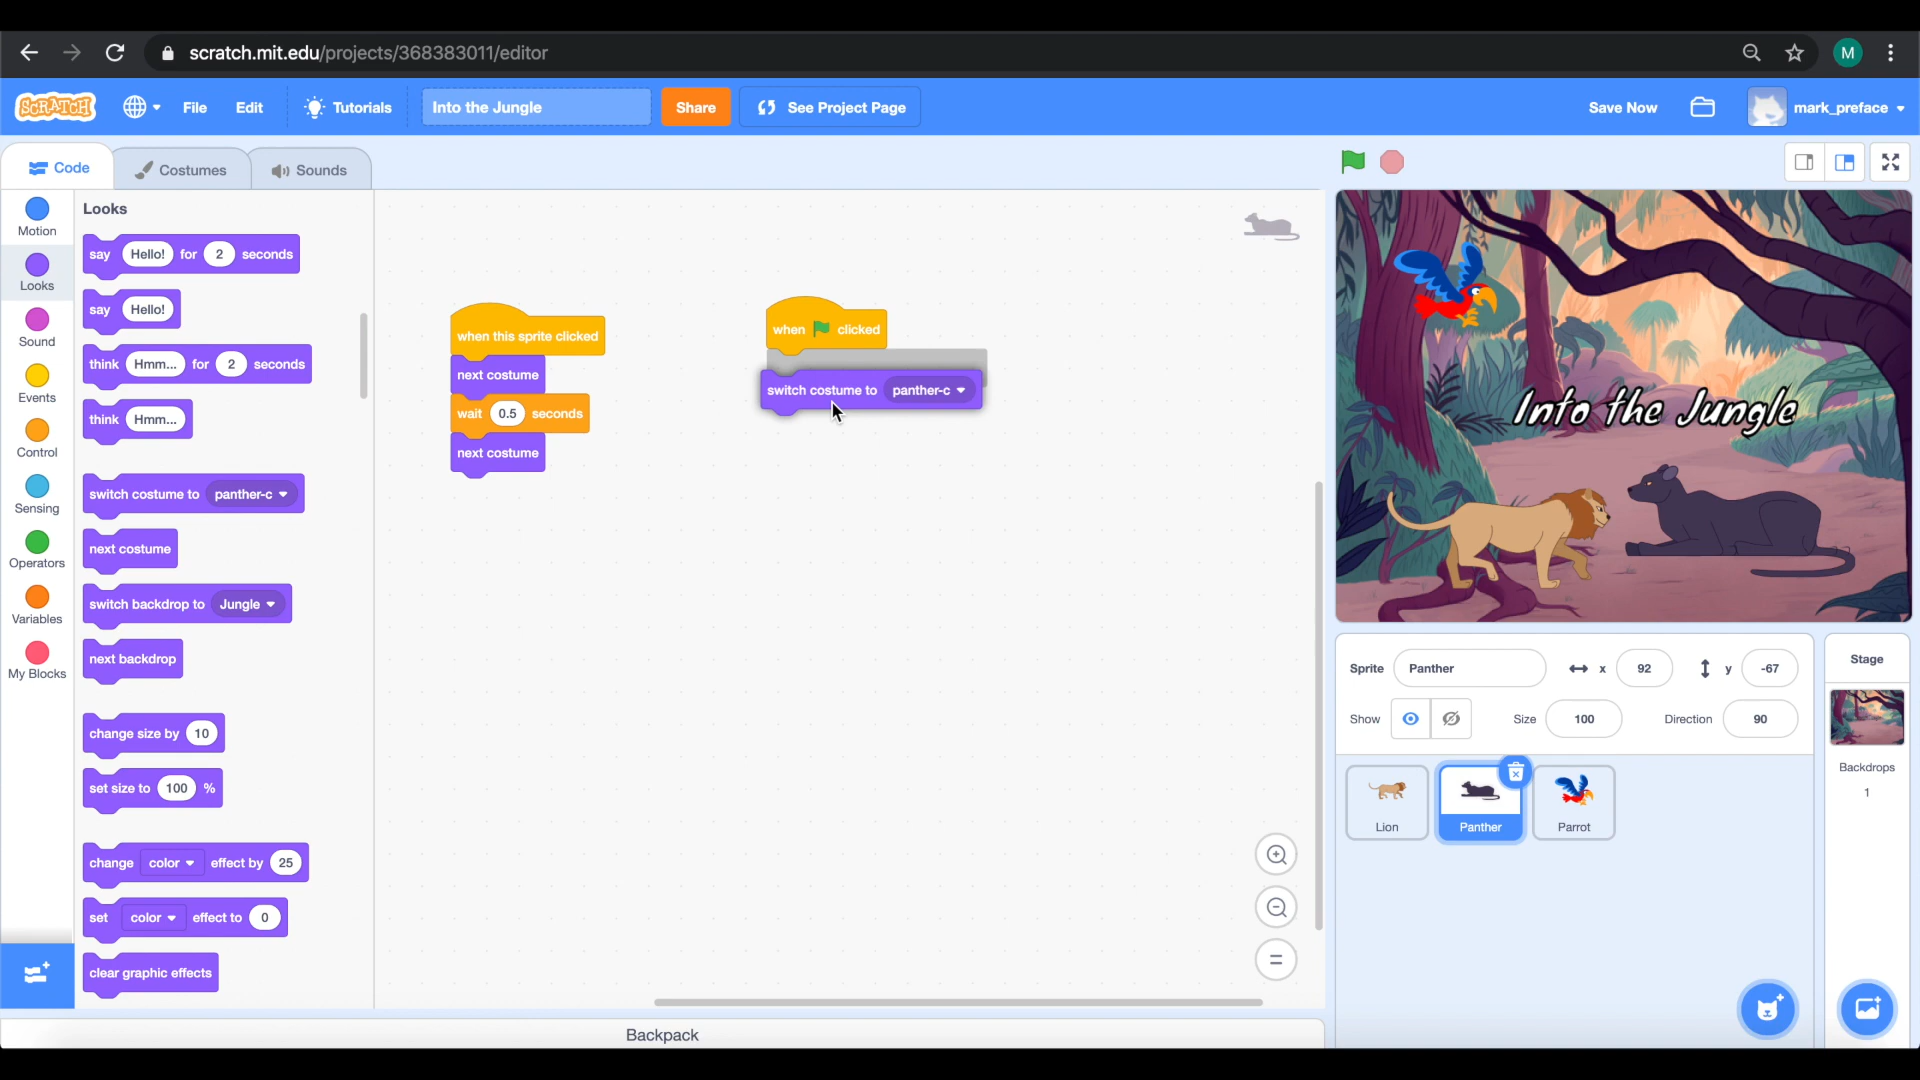 scratch.mit.edu/projects/368383011/editor
M
SCRATCH
File
Edit
Tutorials
Into the Jungle
Share
See Project Page
Save Now
mark_preface
Code
Costumes
Sounds
Motion
Looks
Sound
Events
Control
Sensing
Operators
Variables
My Blocks
Looks
say Hello! for 2 seconds
say Hello!
think Hmm... for 2 seconds
think Hmm...
switch costume to panther-c
next costume
switch backdrop to Jungle
next backdrop
change size by 10
set size to 100 %
change color effect by 25
set color effect to 0
clear graphic effects
when this sprite clicked
next costume
wait 0.5 seconds
next costume
when clicked
switch costume to panther-c
Backpack
Into the Jungle
Sprite Panther x 92 y -67
Show Size 100 Direction 90
Lion
Panther
Parrot
Stage
Backdrops
1